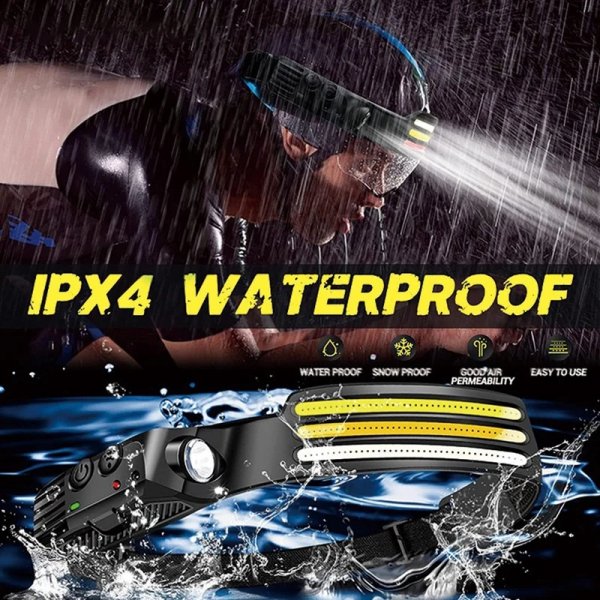 IPX4 WATERPROOF
WATER PROOF
SNOW PROOF
GOOD AIR
PERMEABILITY
EASY TO USE